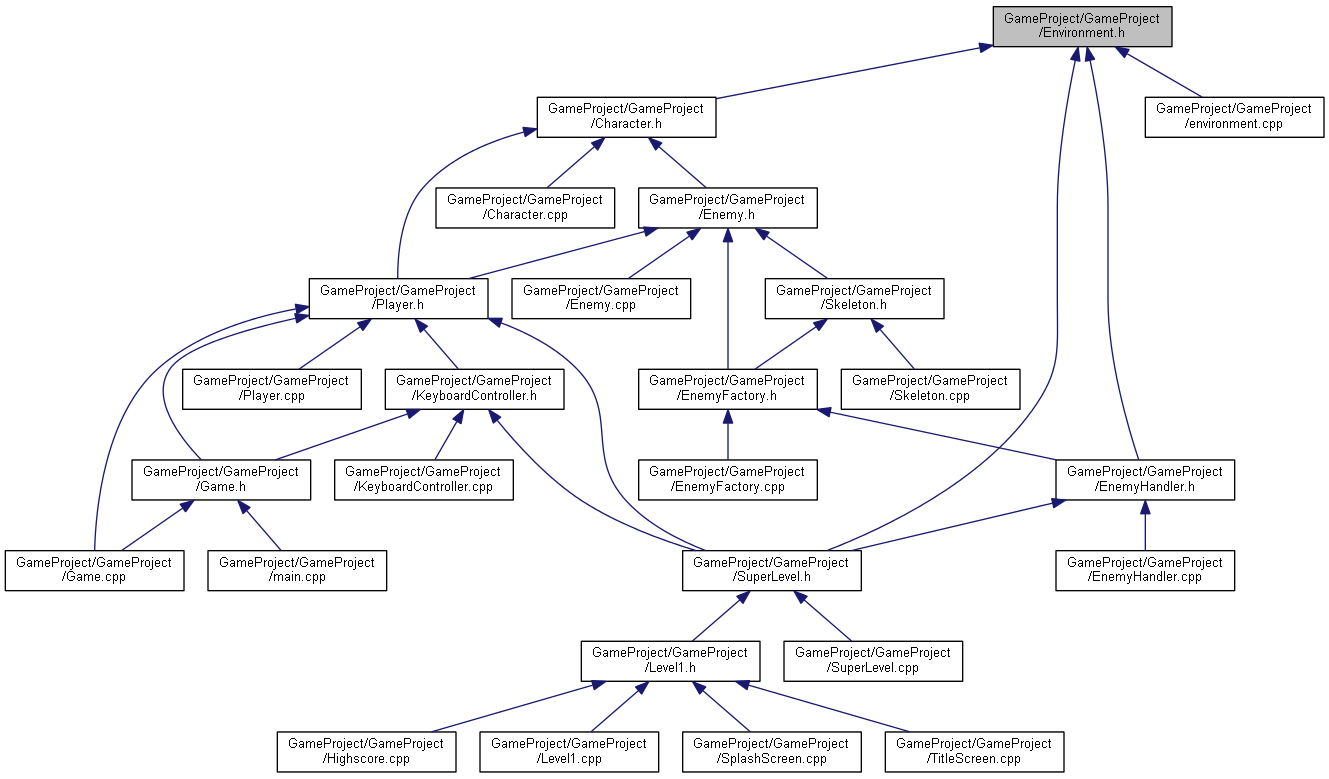 GameProject/GameProject
/Environment.h
GameProject/GameProject
/Character.h
GameProject/GameProject
/environment.cpp
GameProject/GameProject
/Character.cpp
GameProject/GameProject
/Enemy.h
GameProject/GameProject
/Player.h
GameProject/GameProject
/Enemy.cpp
GameProject/GameProject
/Skeleton.h
GameProject/GameProject
/Player.cpp
GameProject/GameProject
/KeyboardController.h
GameProject/GameProject
/EnemyFactory.h
GameProject/GameProject
/Skeleton.cpp
GameProject/GameProject
/Game.h
GameProject/GameProject
/KeyboardController.cpp
GameProject/GameProject
/EnemyFactory.cpp
GameProject/GameProject
/EnemyHandler.h
GameProject/GameProject
/Game.cpp
GameProject/GameProject
/main.cpp
GameProject/GameProject
/SuperLevel.h
GameProject/GameProject
/EnemyHandler.cpp
GameProject/GameProject
/Level1.h
GameProject/GameProject
/SuperLevel.cpp
GameProject/GameProject
/Highscore.cpp
GameProject/GameProject
/Level1.cpp
GameProject/GameProject
/SplashScreen.cpp
GameProject/GameProject
/TitleScreen.cpp